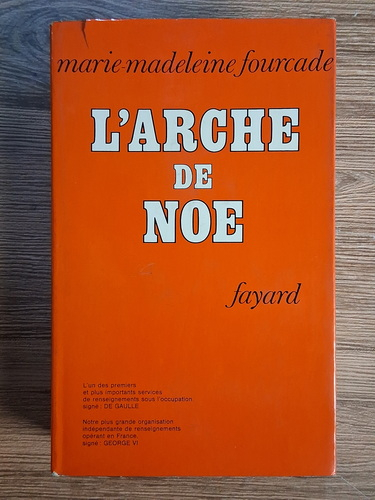 marie-madeleine fourcade
L'ARCHE
DE
NOE
fayard
L'un des premiers
et plus importants services
de renseignements sous l'occupation.
signé : DE GAULLE
Notre plus grande organisation
indépendante de renseignements
opérant en France.
signé : GEORGE VI